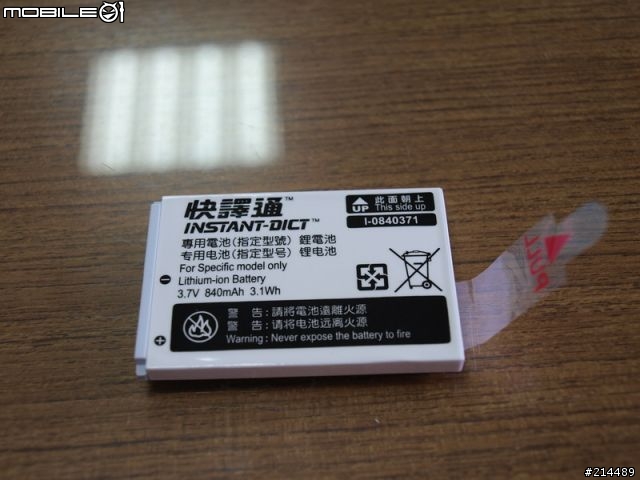 MOBILE01
快譯通™
INSTANT-DICT™
UP 此面朝上
This side up
I-0840371
專用電池(指定型號) 鋰電池
专用电池(指定型号) 锂电池
For Specific model only
Lithium-ion Battery
3.7V 840mAh 3.1Wh
警告:請將電池遠離火源
警告:请将电池远离火源
Warning: Never expose the battery to fire
PULL
#214489